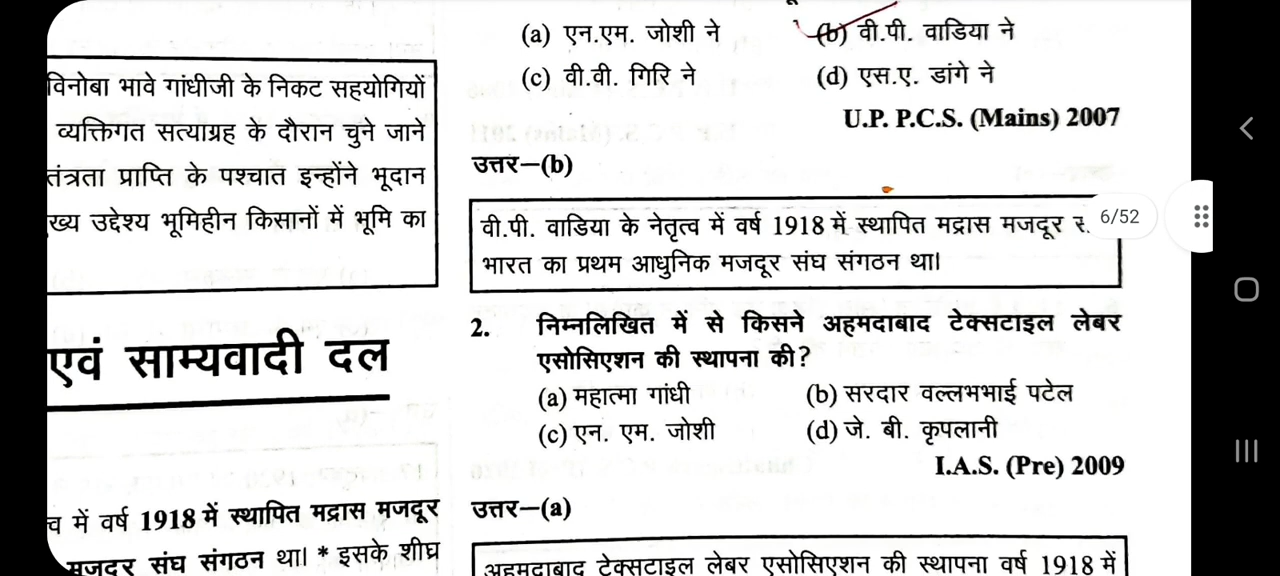 विनोबा भावे गांधीजी के निकट सहयोगियों
व्यक्तिगत सत्याग्रह के दौरान चुने जाने
तंत्रता प्राप्ति के पश्चात इन्होंने भूदान
ख्य उद्देश्य भूमिहीन किसानों में भूमि का
एवं साम्यवादी दल
व में वर्ष 1918 में स्थापित मद्रास मजदूर
मजदूर संघ संगठन था। * इसके शीघ्र
(a) एन.एम. जोशी ने (b) वी.पी. वाडिया ने
(c) वी.वी. गिरि ने (d) एस.ए. डांगे ने
U.P. P.C.S. (Mains) 2007
उत्तर–(b)
वी.पी. वाडिया के नेतृत्व में वर्ष 1918 में स्थापित मद्रास मजदूर
भारत का प्रथम आधुनिक मजदूर संघ संगठन था।
2. निम्नलिखित में से किसने अहमदाबाद टेक्सटाइल लेबर
एसोसिएशन की स्थापना की?
(a) महात्मा गांधी (b) सरदार वल्लभभाई पटेल
(c) एन. एम. जोशी (d) जे. बी. कृपलानी
I.A.S. (Pre) 2009
उत्तर–(a)
अहमदाबाद टेक्सटाइल लेबर एसोसिएशन की स्थापना वर्ष 1918 में
6/52